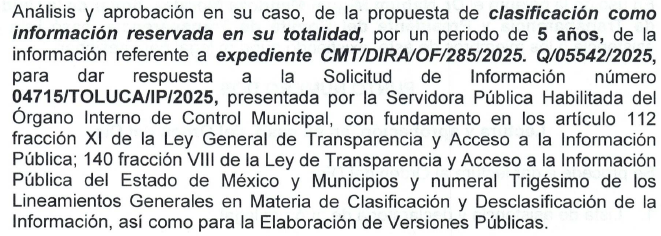 Análisis y aprobación en su caso, de la propuesta de clasificación como
información reservada en su totalidad, por un periodo de 5 años, de la
información referente a expediente CMT/DIRA/OF/285/2025. Q/05542/2025,
para dar respuesta a la Solicitud de Información número
04715/TOLUCA/IP/2025, presentada por la Servidora Pública Habilitada del
Órgano Interno de Control Municipal, con fundamento en los artículo 112
fracción XI de la Ley General de Transparencia y Acceso a la Información
Pública; 140 fracción VIII de la Ley de Transparencia y Acceso a la Información
Pública del Estado de México y Municipios y numeral Trigésimo de los
Lineamientos Generales en Materia de Clasificación y Desclasificación de la
Información, así como para la Elaboración de Versiones Públicas.